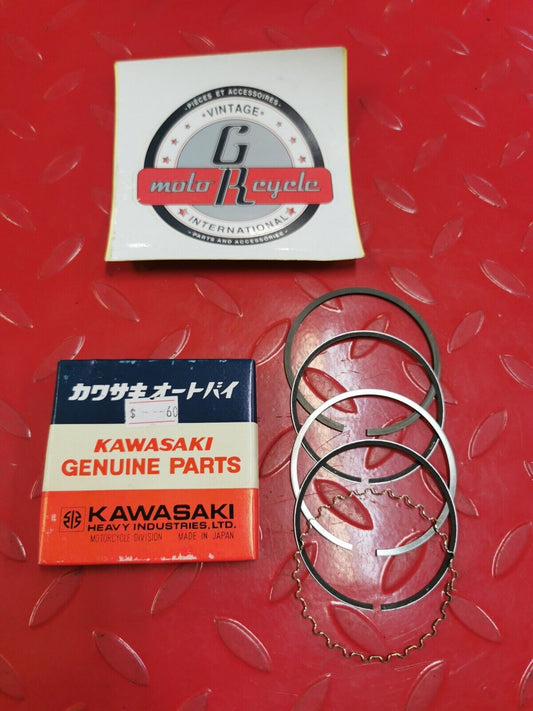 • PIÈCES ET ACCESSOIRES •
• VINTAGE •
G
moto R cycle
INTERNATIONAL
• PARTS AND ACCESSORIES •
カワサキ オートバイ
$ 60
KAWASAKI
GENUINE PARTS
KAWASAKI
HEAVY INDUSTRIES, LTD.
MOTORCYCLE DIVISION MADE IN JAPAN